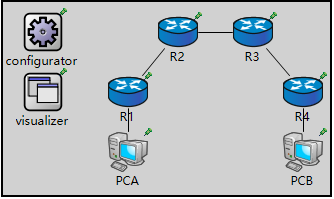 configurator
visualizer
R2
R3
R1
R4
PCA
PCB